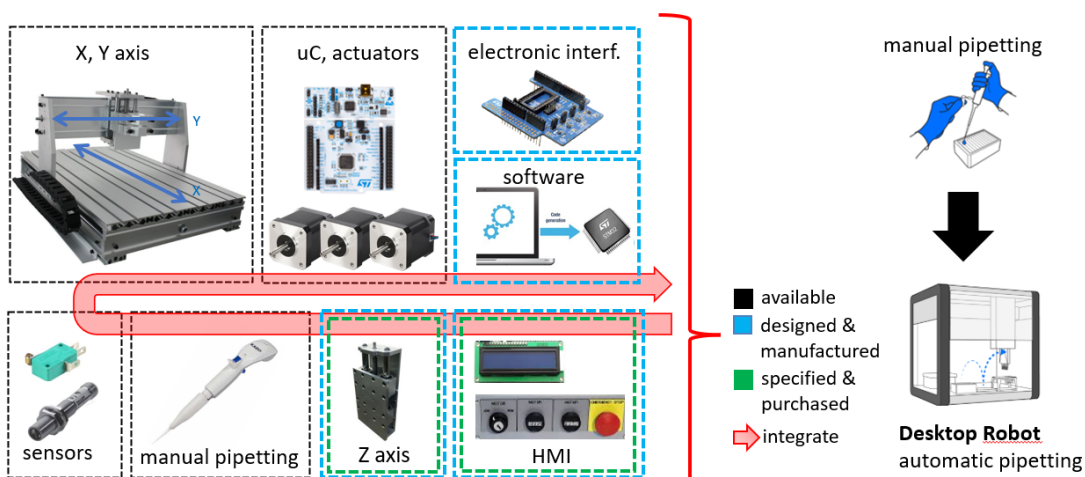 X, Y axis
Y
X
uC, actuators
electronic interf.
software
Code
generation
STM32
sensors
manual pipetting
Z axis
HMI
available
designed &
manufactured
specified &
purchased
integrate
manual pipetting
Desktop Robot
automatic pipetting